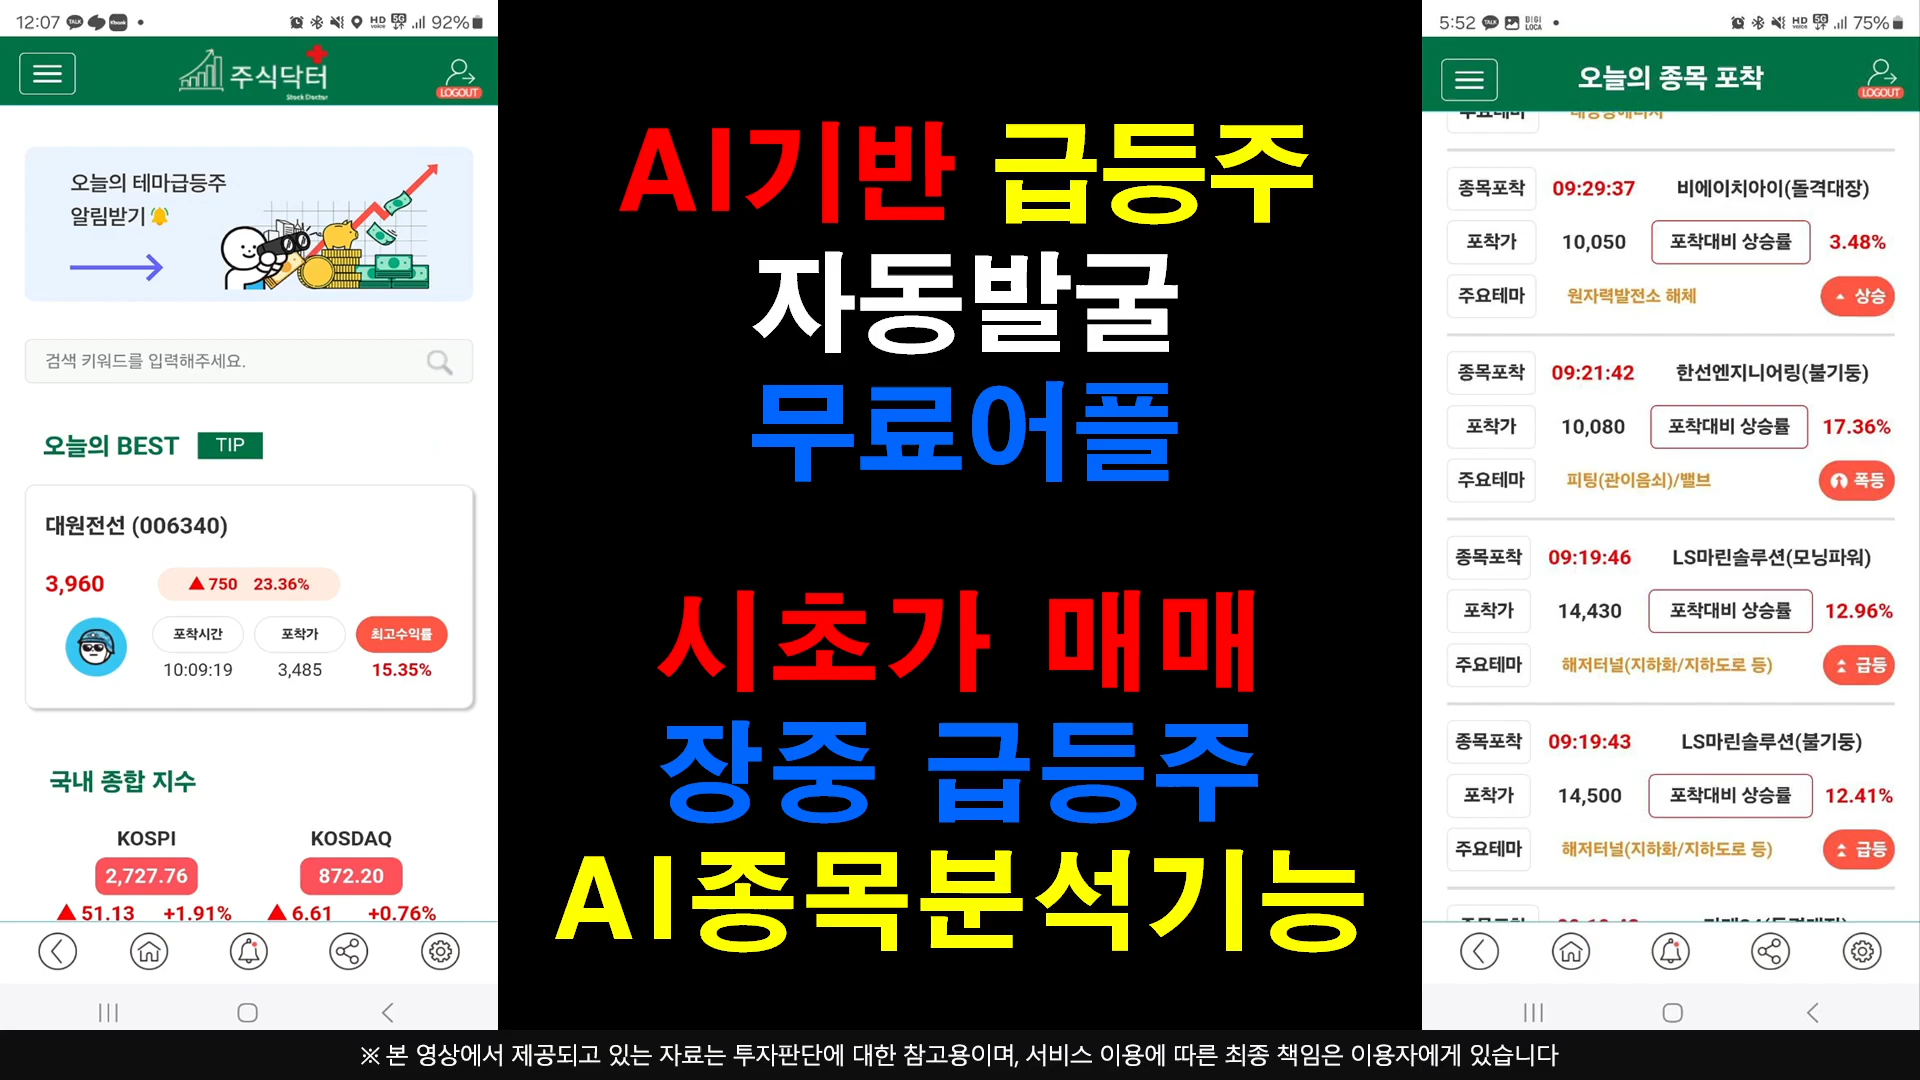 12:07
92%
주식닥터
Stock Doctor
LOGOUT
오늘의 테마급등주
알림받기
검색 키워드를 입력해주세요.
오늘의 BEST TIP
대원전선 (006340)
3,960 ▲ 750 23.36%
포착시간 포착가 최고수익률
10:09:19 3,485 15.35%
국내 종합 지수
KOSPI KOSDAQ
2,727.76 872.20
▲ 51.13 +1.91% ▲ 6.61 +0.76%
AI기반 급등주
자동발굴
무료어플
시초가 매매
장중 급등주
AI종목분석기능
5:52
75%
오늘의 종목 포착
LOGOUT
종목포착 09:29:37 비에이치아이(돌격대장)
포착가 10,050 포착대비 상승률 3.48%
주요테마 원자력발전소 해체 상승
종목포착 09:21:42 한선엔지니어링(불기둥)
포착가 10,080 포착대비 상승률 17.36%
주요테마 피팅(관이음쇠)/밸브 폭등
종목포착 09:19:46 LS마린솔루션(모닝파워)
포착가 14,430 포착대비 상승률 12.96%
주요테마 해저터널(지하화/지하도로 등) 급등
종목포착 09:19:43 LS마린솔루션(불기둥)
포착가 14,500 포착대비 상승률 12.41%
주요테마 해저터널(지하화/지하도로 등) 급등
※ 본 영상에서 제공되고 있는 자료는 투자판단에 대한 참고용이며, 서비스 이용에 따른 최종 책임은 이용자에게 있습니다